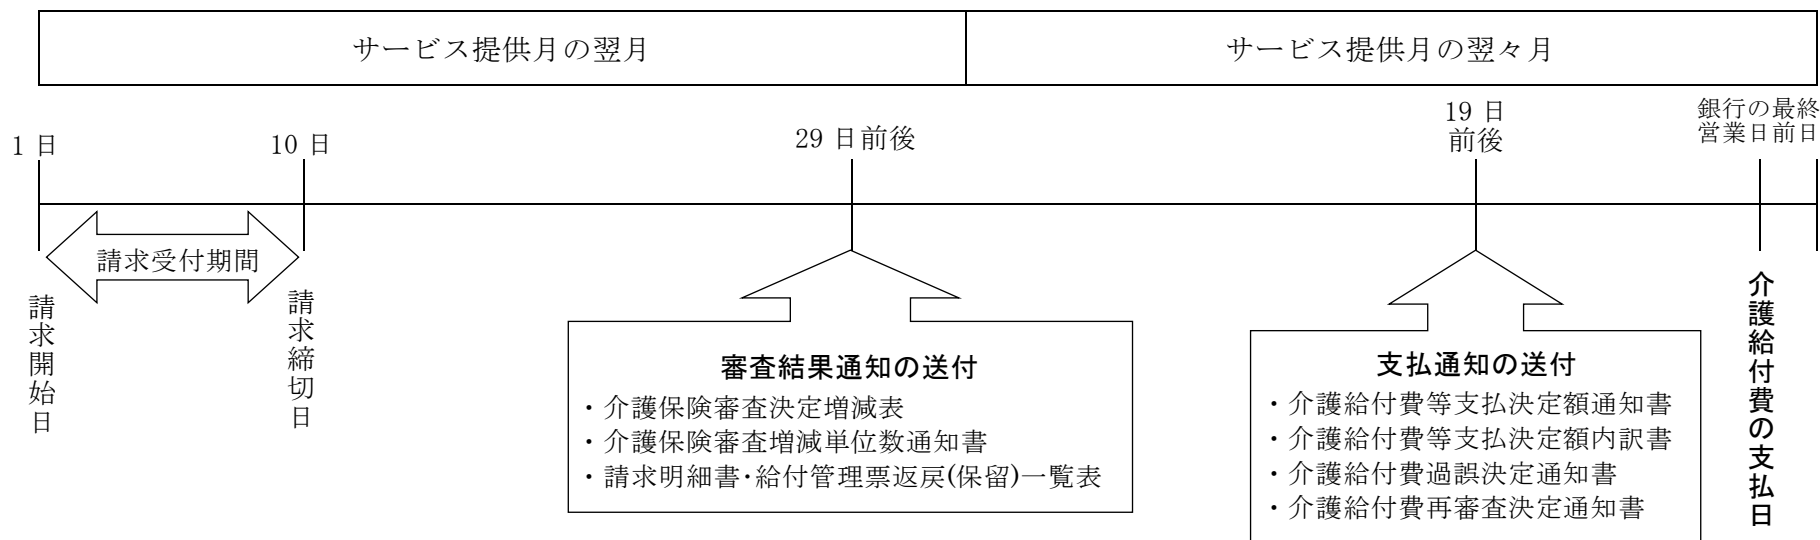 サービス提供月の翌月
サービス提供月の翌々月
1 日
10 日
29 日前後
19 日
前後
銀行の最終
営業日前日
請求受付期間
請求開始日
請求締切日
審査結果通知の送付
・介護保険審査決定増減表
・介護保険審査増減単位数通知書
・請求明細書・給付管理票返戻(保留)一覧表
支払通知の送付
・介護給付費等支払決定額通知書
・介護給付費等支払決定額内訳書
・介護給付費過誤決定通知書
・介護給付費再審査決定通知書
介護給付費の支払日